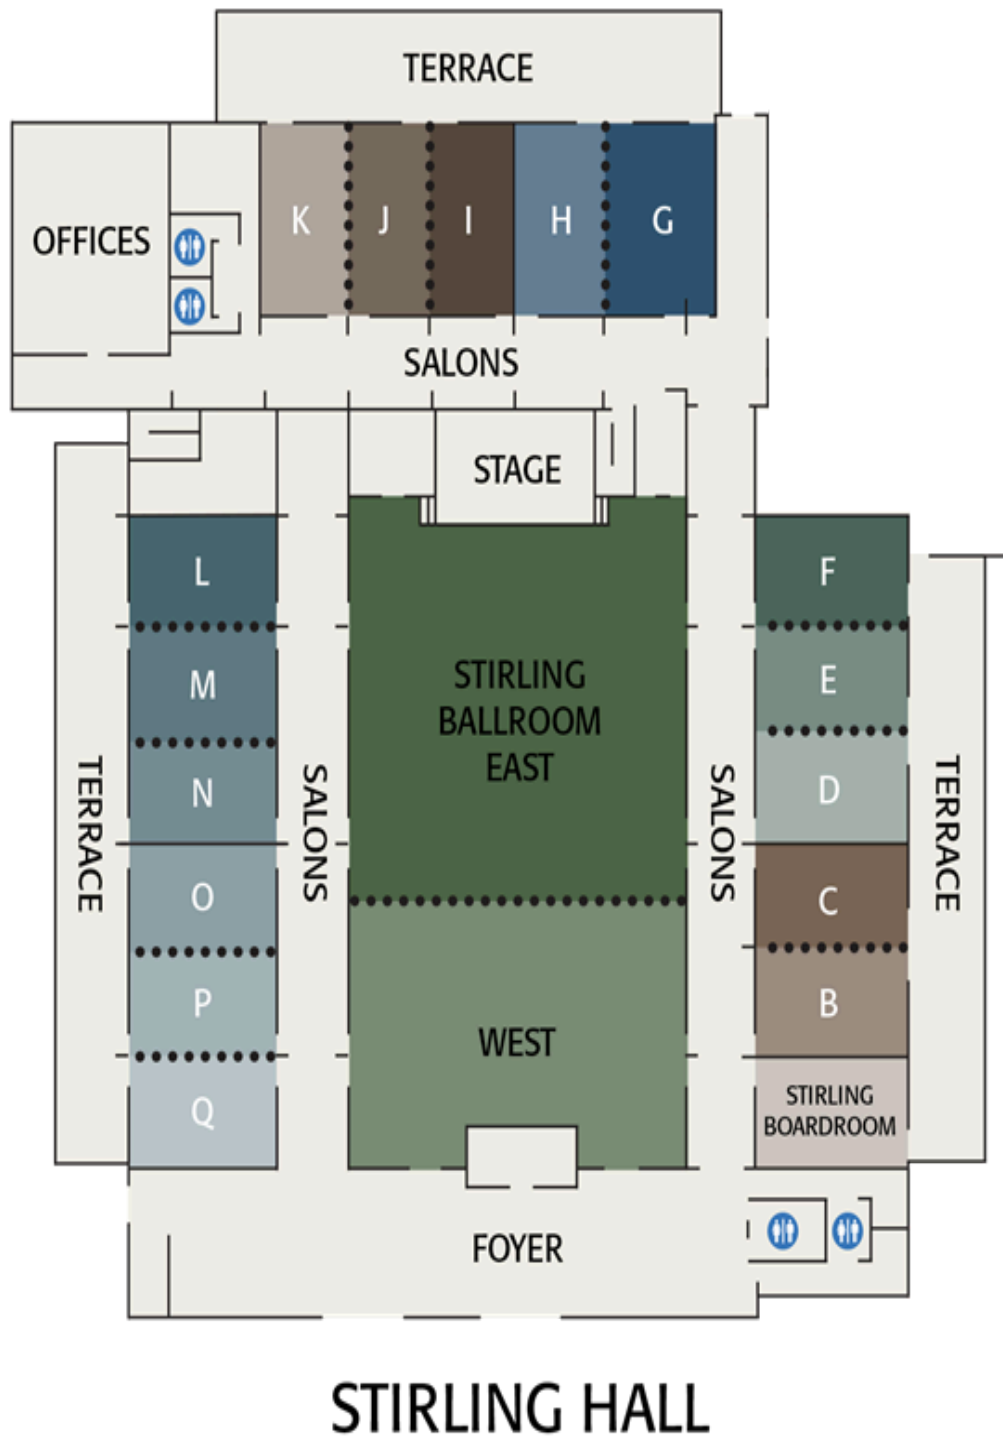 TERRACE
OFFICES
K
J
I
H
G
SALONS
STAGE
L
M
N
O
P
Q
TERRACE
SALONS
STIRLING
BALLROOM
EAST
WEST
SALONS
F
E
D
C
B
STIRLING
BOARDROOM
TERRACE
FOYER
STIRLING HALL